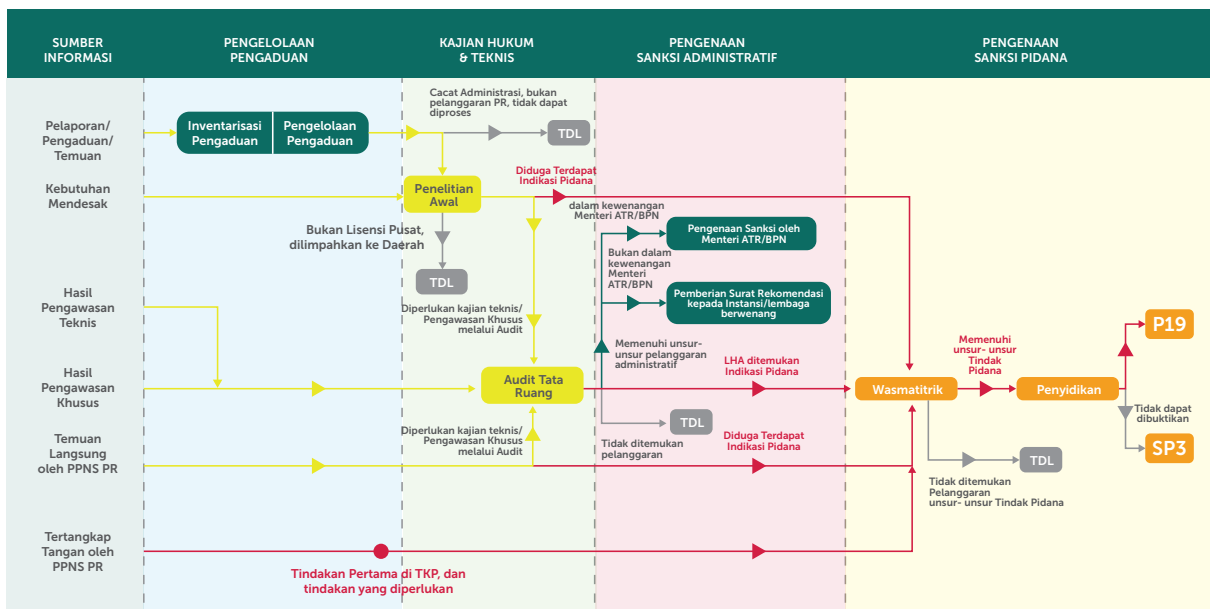 SUMBER
INFORMASI
PENGELOLAAN
PENGADUAN
KAJIAN HUKUM
& TEKNIS
PENGENAAN
SANKSI ADMINISTRATIF
PENGENAAN
SANKSI PIDANA
Pelaporan/
Pengaduan/
Temuan
Inventarisasi
Pengaduan
Pengelolaan
Pengaduan
Cacat Administrasi, bukan
pelanggaran PR, tidak dapat
diproses
TDL
Kebutuhan
Mendesak
Penelitian
Awal
Diduga Terdapat
Indikasi Pidana
Bukan Lisensi Pusat,
dilimpahkan ke Daerah
TDL
dalam kewenangan
Menteri ATR/BPN
Pengenaan Sanksi oleh
Menteri ATR/BPN
Bukan dalam
kewenangan
Menteri
ATR/BPN
Pemberian Surat Rekomendasi
kepada Instansi/lembaga
berwenang
Hasil
Pengawasan
Teknis
Diperlukan kajian teknis/
Pengawasan Khusus
melalui Audit
Memenuhi unsur-
unsur pelanggaran
administratif
Hasil
Pengawasan
Khusus
Audit Tata
Ruang
LHA ditemukan
Indikasi Pidana
Wasmatitrik
Memenuhi
unsur- unsur
Tindak
Pidana
Penyidikan
P19
Tidak dapat
dibuktikan
SP3
TDL
Tidak ditemukan
pelanggaran
Temuan
Langsung
oleh PPNS PR
Diperlukan kajian teknis/
Pengawasan Khusus
melalui Audit
Diduga Terdapat
Indikasi Pidana
TDL
Tidak ditemukan
Pelanggaran
unsur- unsur Tindak Pidana
Tertangkap
Tangan oleh
PPNS PR
Tindakan Pertama di TKP, dan
tindakan yang diperlukan